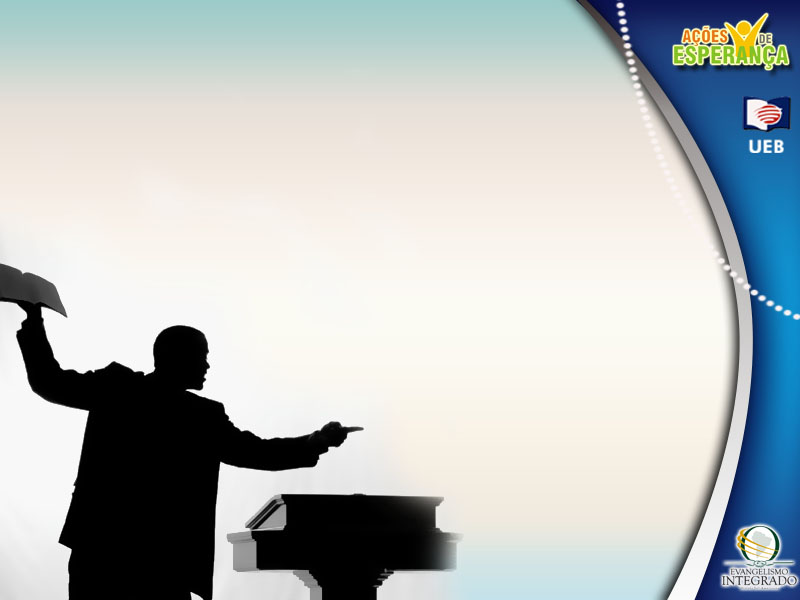 AÇÕES DE
ESPERANÇA
UEB
EVANGELISMO
INTEGRADO